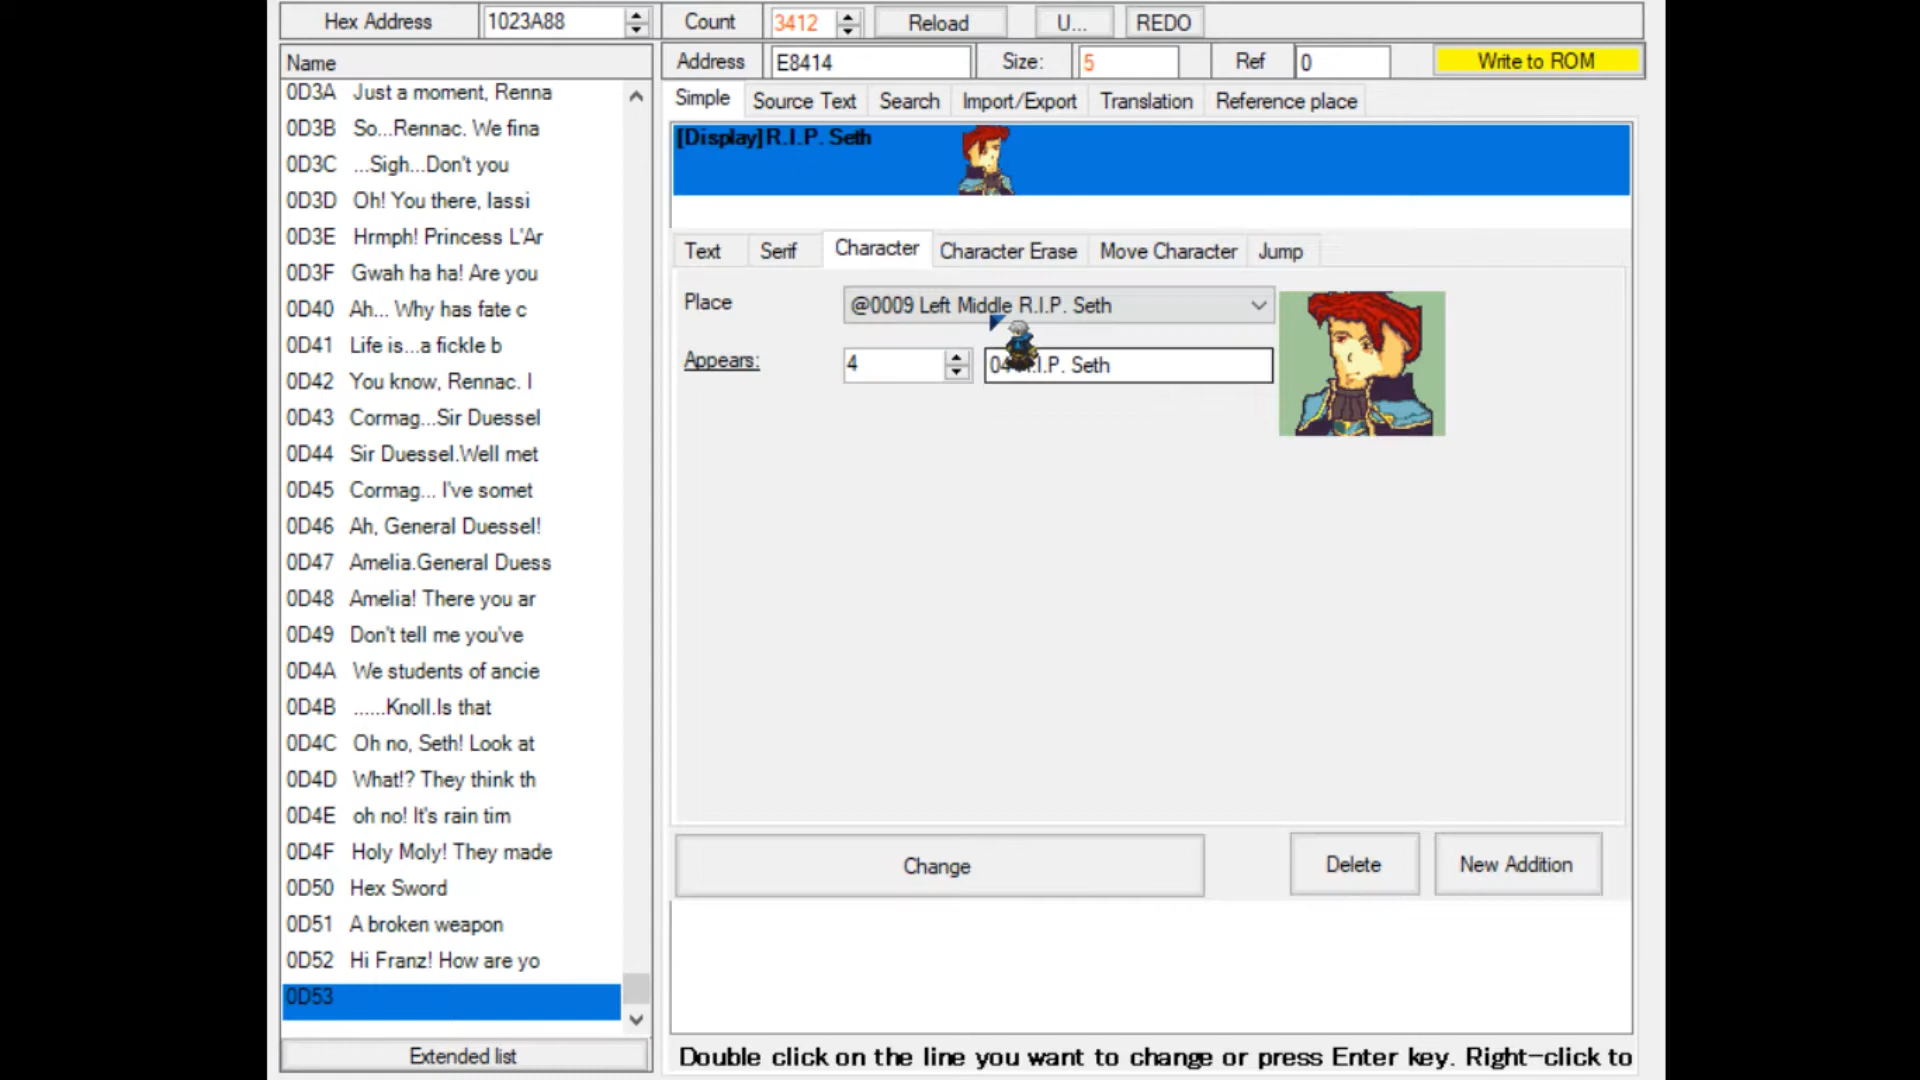 Hex Address 1023A88 Count 3412 Reload U... REDO
Name
Address E8414 Size: 5 Ref 0 Write to ROM
Simple Source Text Search Import/Export Translation Reference place
0D3A Just a moment, Renna
0D3B So...Rennac. We fina
0D3C ...Sigh...Don't you
0D3D Oh! You there, lassi
0D3E Hrmph! Princess L'Ar
0D3F Gwah ha ha! Are you
0D40 Ah... Why has fate c
0D41 Life is...a fickle b
0D42 You know, Rennac. I
0D43 Cormag...Sir Duessel
0D44 Sir Duessel.Well met
0D45 Cormag... I've somet
0D46 Ah, General Duessel!
0D47 Amelia.General Duess
0D48 Amelia! There you ar
0D49 Don't tell me you've
0D4A We students of ancie
0D4B ......Knoll.Is that
0D4C Oh no, Seth! Look at
0D4D What!? They think th
0D4E oh no! It's rain tim
0D4F Holy Moly! They made
0D50 Hex Sword
0D51 A broken weapon
0D52 Hi Franz! How are yo
0D53
Extended list
[Display]R.I.P. Seth
Text Serif Character Character Erase Move Character Jump
Place @0009 Left Middle R.I.P. Seth
Appears: 4 .I.P. Seth
Change Delete New Addition
Double click on the line you want to change or press Enter key. Right-click to